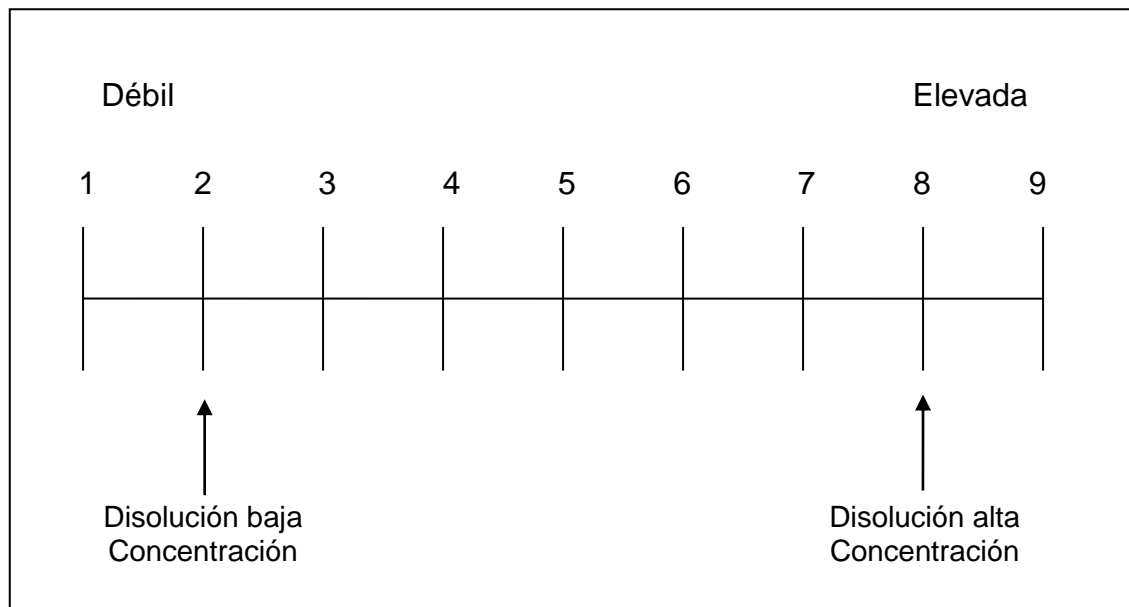 Débil Elevada
1 2 3 4 5 6 7 8 9
Disolución baja
Concentración
Disolución alta
Concentración